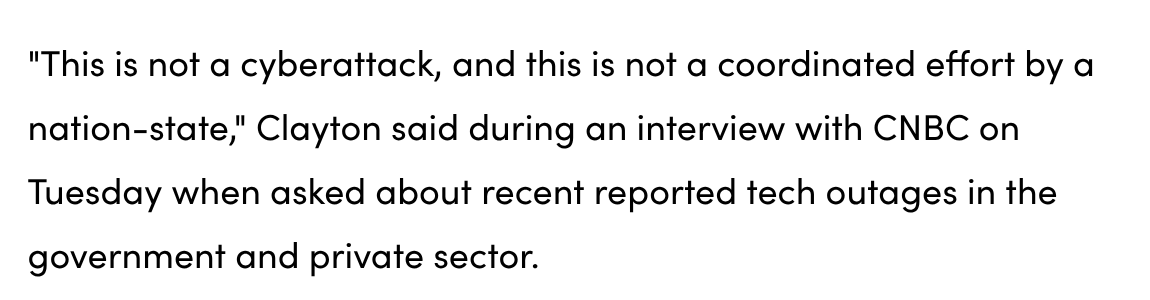 "This is not a cyberattack, and this is not a coordinated effort by a
nation-state," Clayton said during an interview with CNBC on
Tuesday when asked about recent reported tech outages in the
government and private sector.